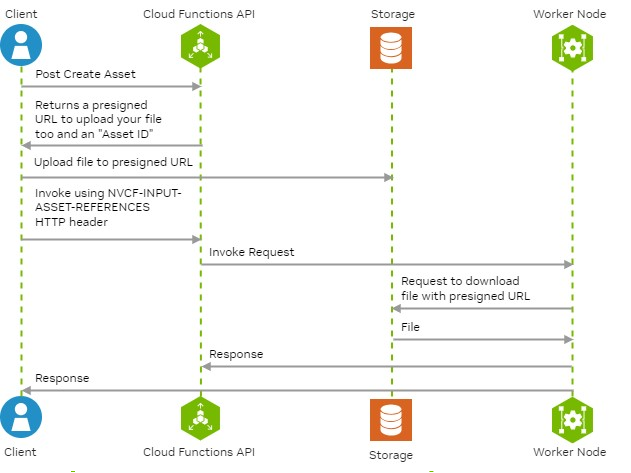 Client
Cloud Functions API
Storage
Worker Node
Post Create Asset
Returns a presigned
URL to upload your file
too and an "Asset ID"
Upload file to presigned URL
Invoke using NVCF-INPUT-
ASSET-REFERENCES
HTTP header
Invoke Request
Request to download
file with presigned URL
File
Response
Response
Client
Cloud Functions API
Storage
Worker Node